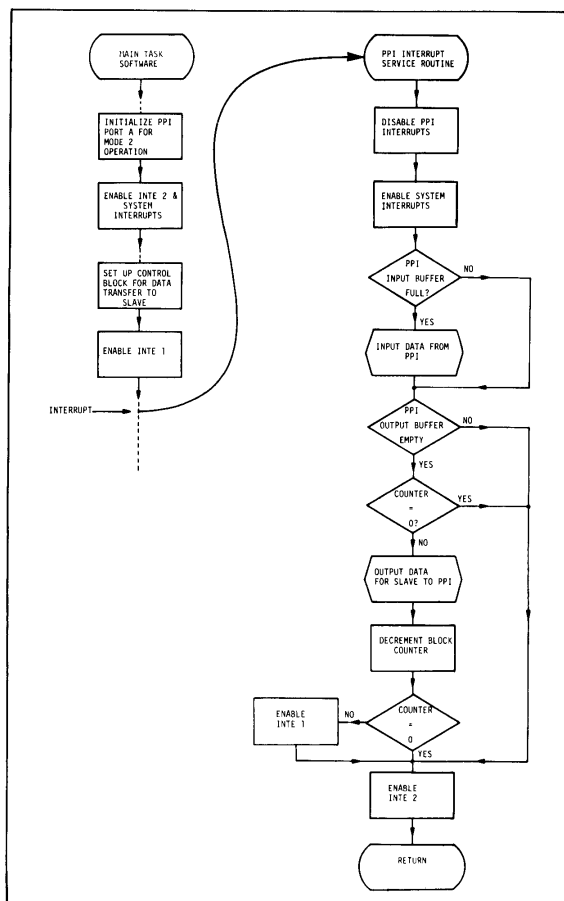 MAIN TASK
SOFTWARE
INITIALIZE PPI
PORT A FOR
MODE 2
OPERATION
ENABLE INTE 2 &
SYSTEM
INTERRUPTS
SET UP CONTROL
BLOCK FOR DATA
TRANSFER TO
SLAVE
ENABLE INTE 1
INTERRUPT
PPI INTERRUPT
SERVICE ROUTINE
DISABLE PPI
INTERRUPTS
ENABLE SYSTEM
INTERRUPTS
PPI
INPUT BUFFER
FULL?
NO
YES
INPUT DATA FROM
PPI
PPI
OUTPUT BUFFER
EMPTY
NO
YES
COUNTER
=
0?
YES
NO
OUTPUT DATA
FOR SLAVE TO PPI
DECREMENT BLOCK
COUNTER
COUNTER
=
0
NO
YES
ENABLE
INTE 1
ENABLE
INTE 2
RETURN